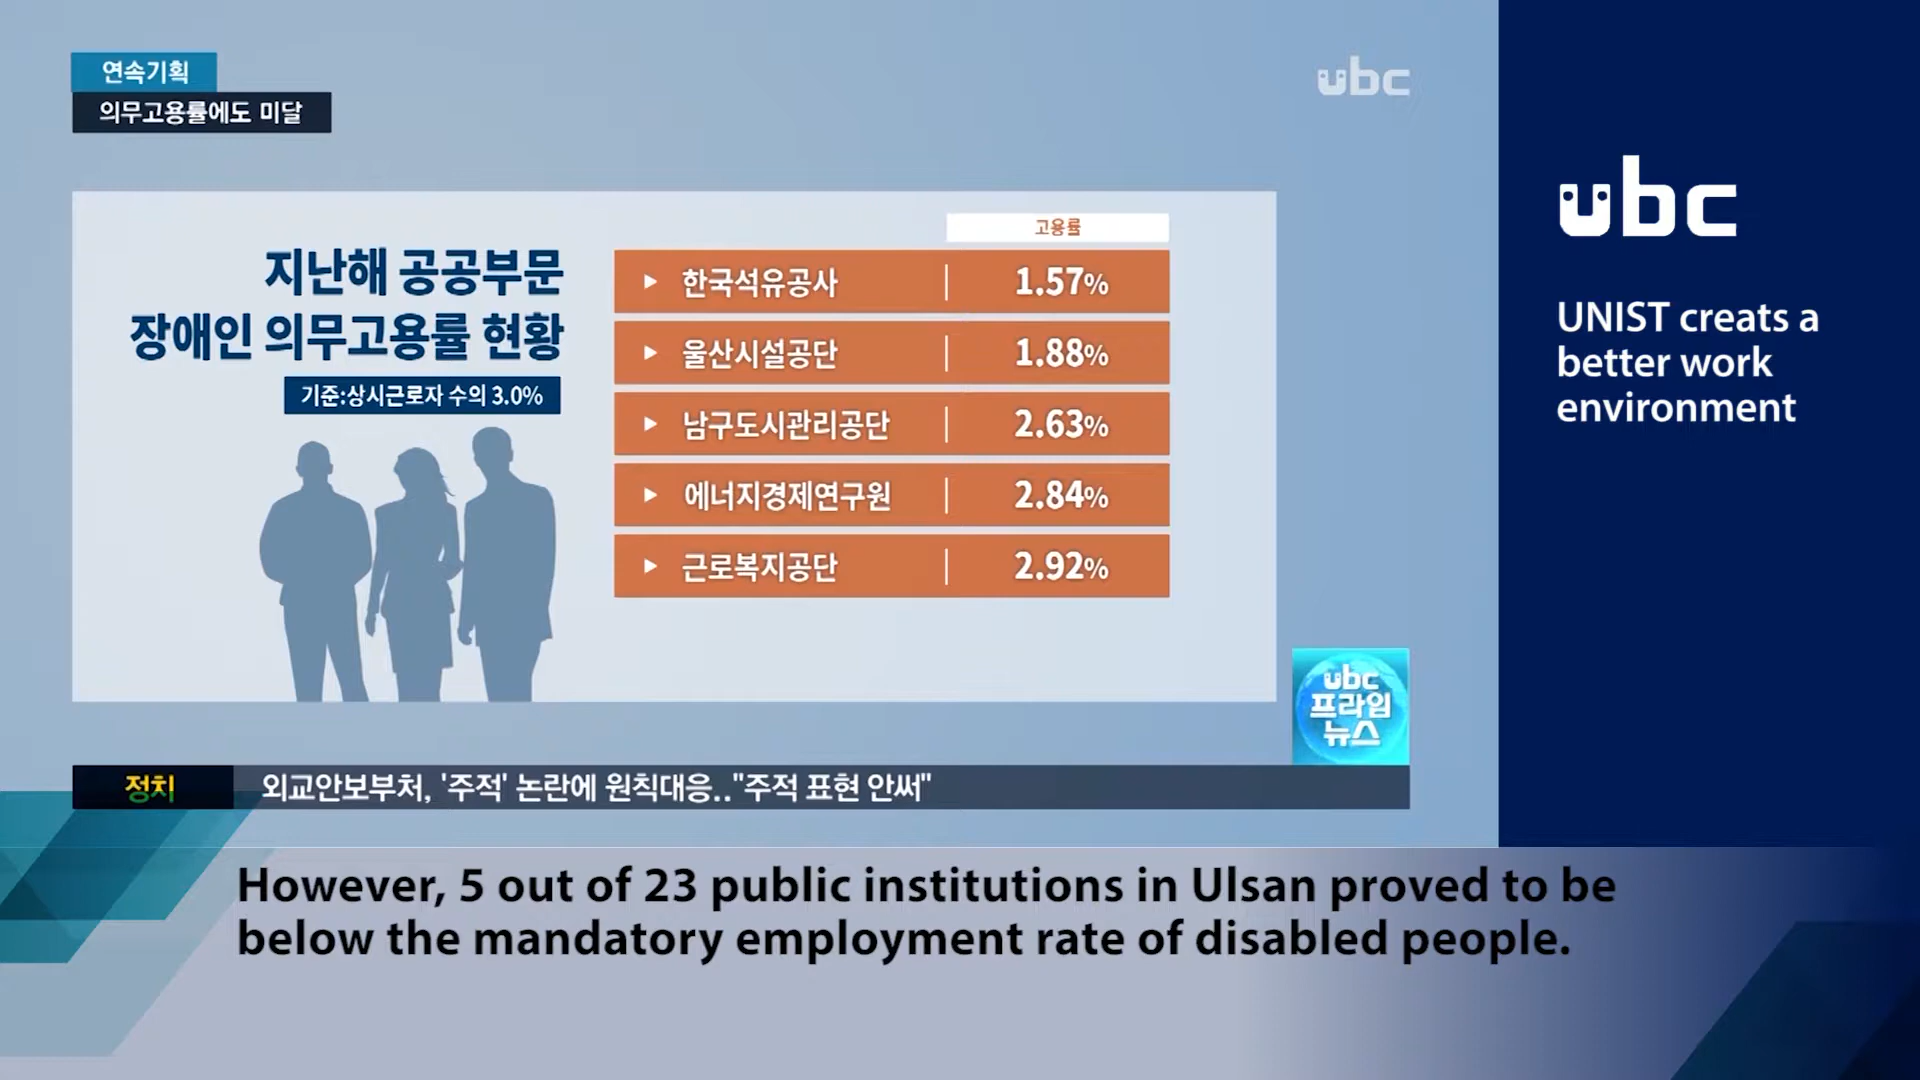 연속기획
의무고용률에도 미달
ubc
지난해 공공부문
장애인 의무고용률 현황
기준:상시근로자 수의 3.0%
고용률
▶ 한국석유공사 | 1.57%
▶ 울산시설공단 | 1.88%
▶ 남구도시관리공단 | 2.63%
▶ 에너지경제연구원 | 2.84%
▶ 근로복지공단 | 2.92%
ubc
프라임
뉴스
정치 외교안보부처, '주적' 논란에 원칙대응.."주적 표현 안써"
ubc
UNIST creats a
better work
environment
However, 5 out of 23 public institutions in Ulsan proved to be
below the mandatory employment rate of disabled people.